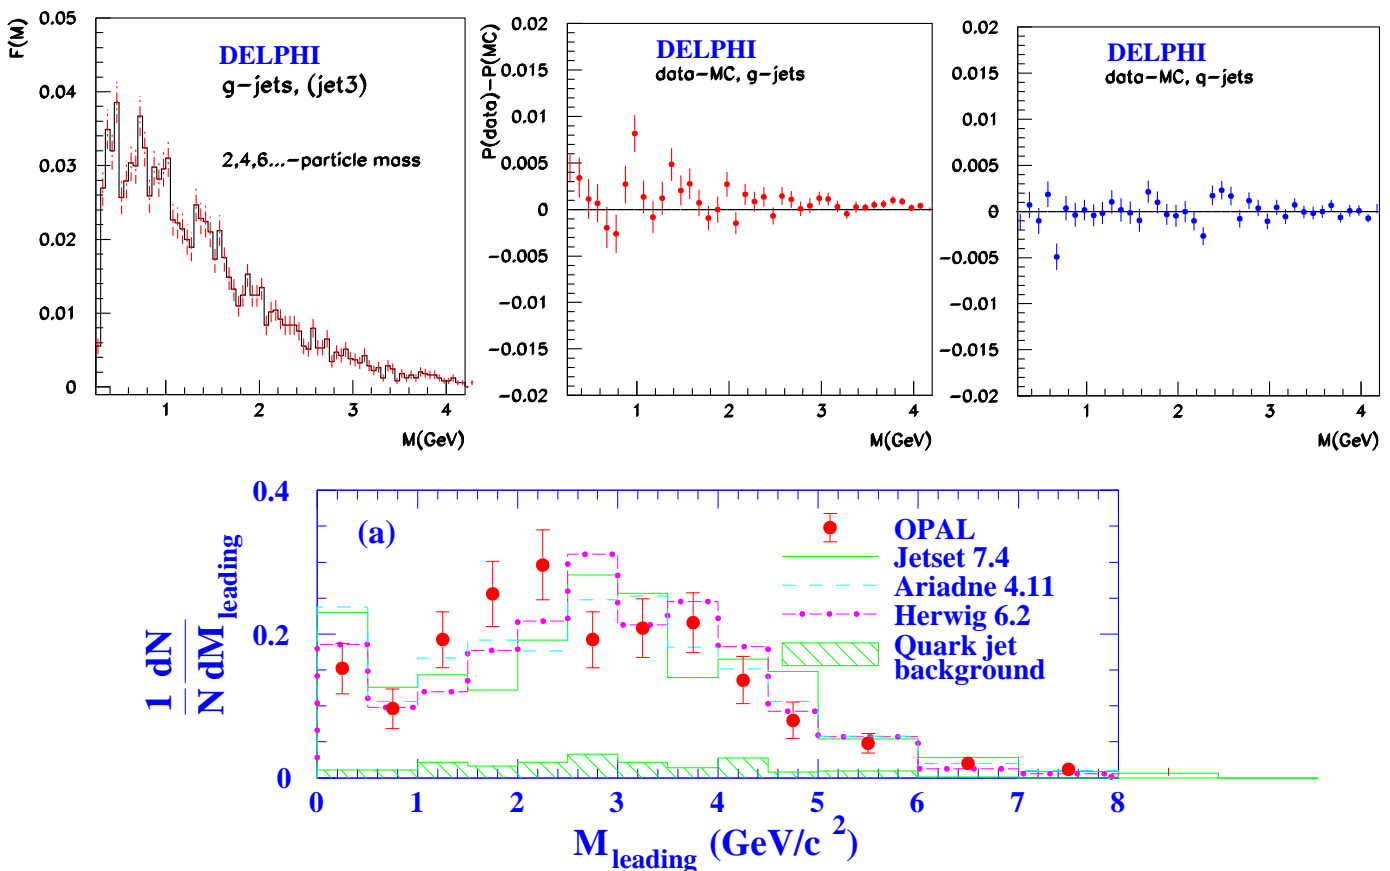 F(M)
0.05
0.04
0.03
0.02
0.01
0
DELPHI
g-jets, (jet3)
2,4,6...-particle mass
1
2
3
4
M(GeV)
P(data)-P(MC)
0.02
0.015
0.01
0.005
0
-0.005
-0.01
-0.015
-0.02
DELPHI
data-MC, g-jets
1
2
3
4
M(GeV)
0.02
0.015
0.01
0.005
0
-0.005
-0.01
-0.015
-0.02
DELPHI
data-MC, q-jets
1
2
3
4
M(GeV)
1 dN
N dM leading
0.4
0.2
0
(a)
OPAL
Jetset 7.4
Ariadne 4.11
Herwig 6.2
Quark jet
background
0 1 2 3 4 5 6 7 8
M leading (GeV/c 2)